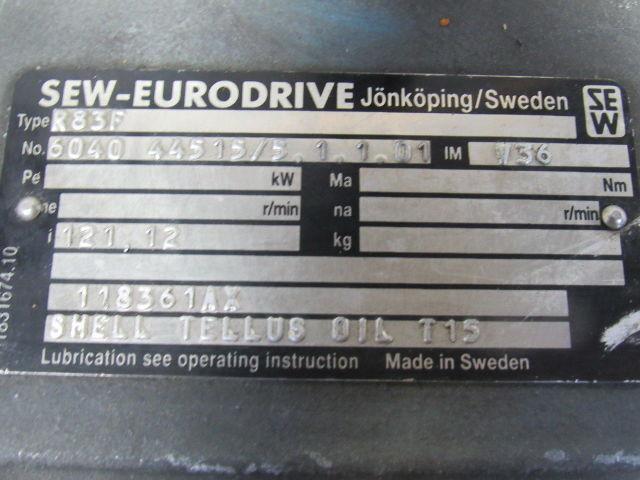 SEW-EURODRIVE Jönköping/Sweden SEW
Type R83F
No. 6040 44515/5.1.1.01 IM V36
Pe kW Ma Nm
ne r/min na r/min
i 121,12 kg
118361AX
SHELL TELLUS OIL T15
Lubrication see operating instruction Made in Sweden